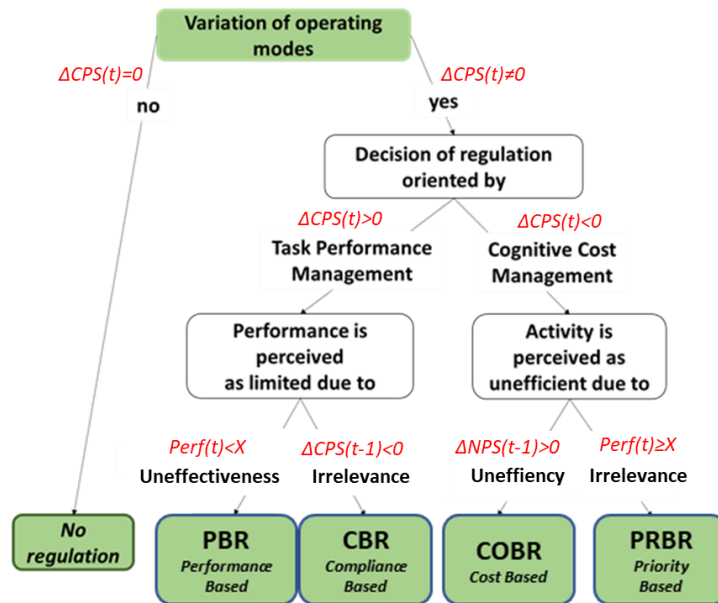 Variation of operating
modes
ΔCPS(t)=0
ΔCPS(t)≠0
no
yes
Decision of regulation
oriented by
ΔCPS(t)>0
ΔCPS(t)<0
Task Performance
Management
Cognitive Cost
Management
Performance is
perceived
as limited due to
Activity is
perceived as
unefficient due to
Perf(t)<X
ΔCPS(t-1)<0
ΔNPS(t-1)>0
Perf(t)≥X
Uneffectiveness
Irrelevance
Uneffiency
Irrelevance
No
regulation
PBR
Performance
Based
CBR
Compliance
Based
COBR
Cost Based
PRBR
Priority
Based